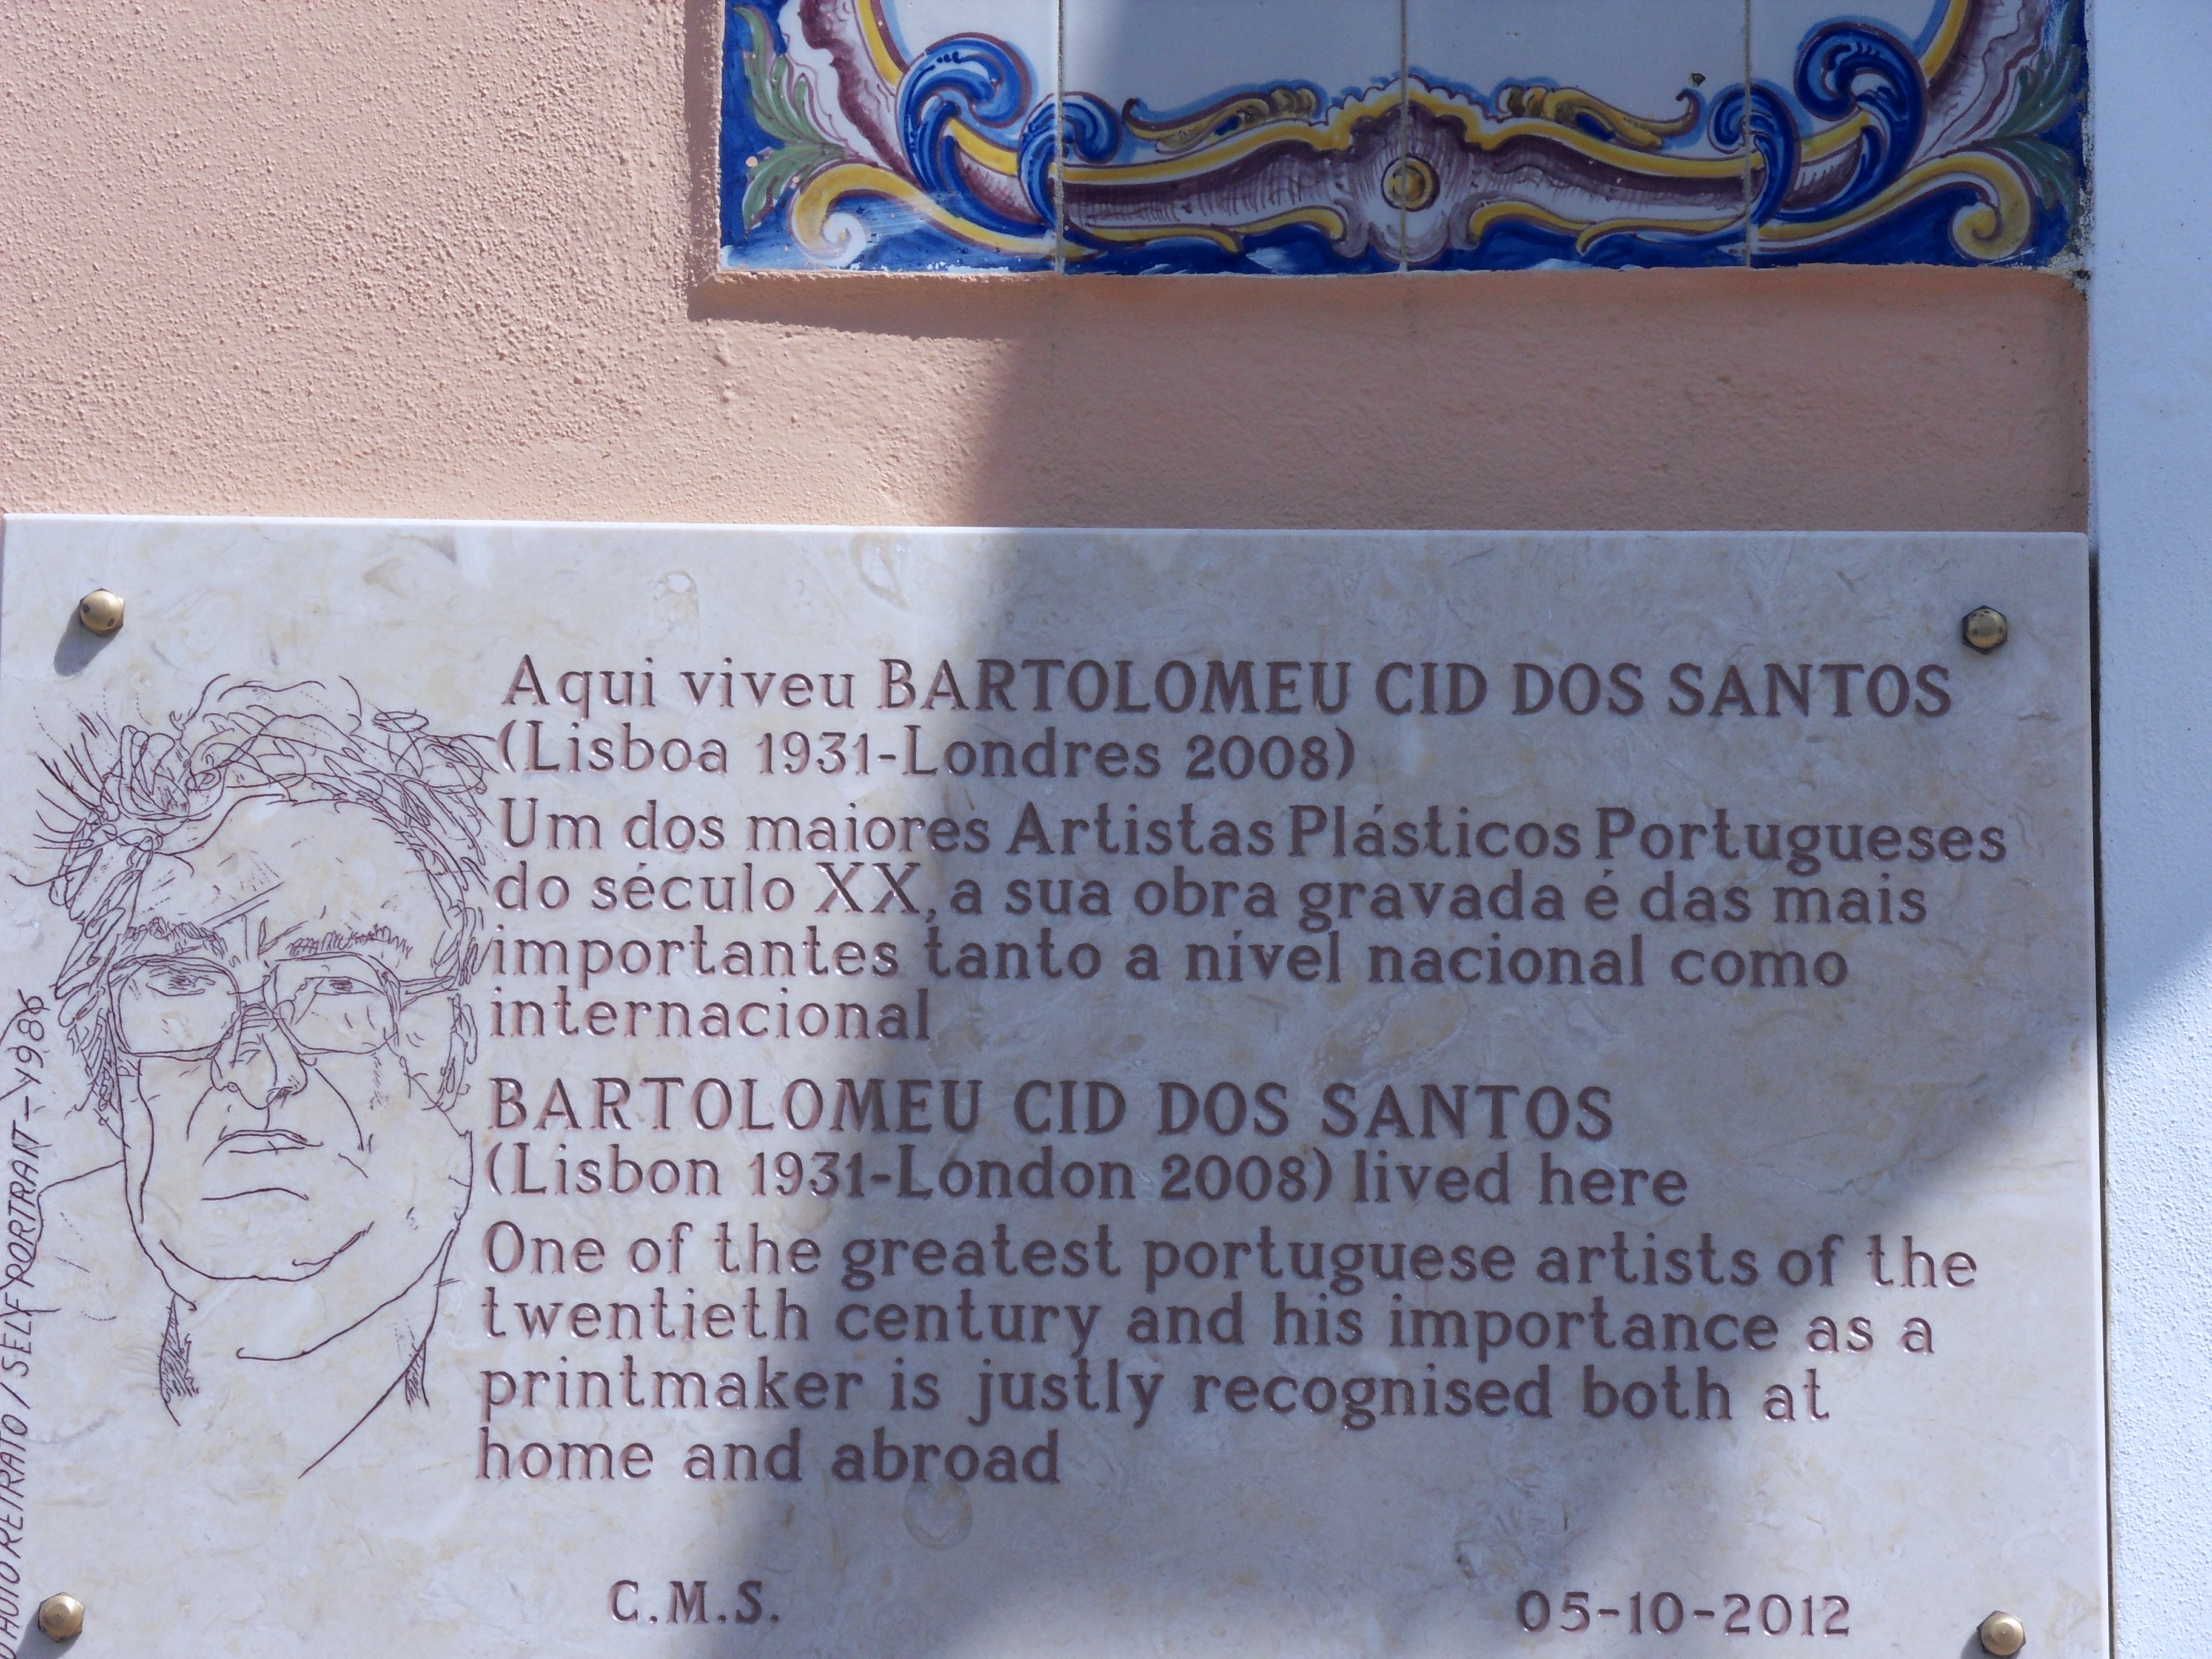 Aqui viveu BARTOLOMEU CID DOS SANTOS
(Lisboa 1931-Londres 2008)
Um dos maiores Artistas Plásticos Portugueses
do século XX, a sua obra gravada é das mais
importantes tanto a nível nacional como
internacional
BARTOLOMEU CID DOS SANTOS
(Lisbon 1931-London 2008) lived here
One of the greatest portuguese artists of the
twentieth century and his importance as a
printmaker is justly recognised both at
home and abroad
C.M.S.
05-10-2012
AUTO RETRATO / SELF PORTRAIT - 1986